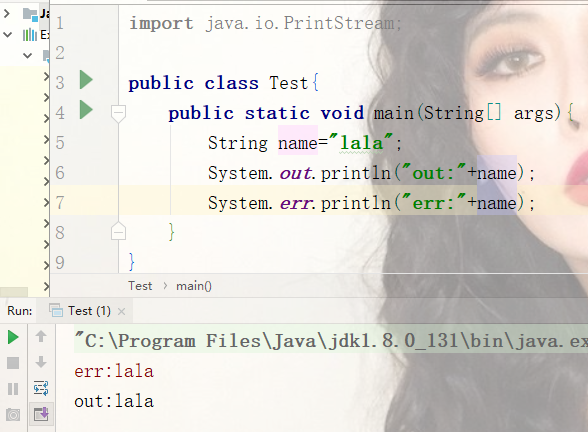 Ja
E
1 import java.io.PrintStream;
2
3 public class Test{
4 public static void main(String[] args){
5 String name="lala";
6 System.out.println("out:"+name);
7 System.err.println("err:"+name);
8 }
9 }
Test › main()
Run: Test (1) ×
"C:\Program Files\Java\jdk1.8.0_131\bin\java.ex
err:lala
out:lala